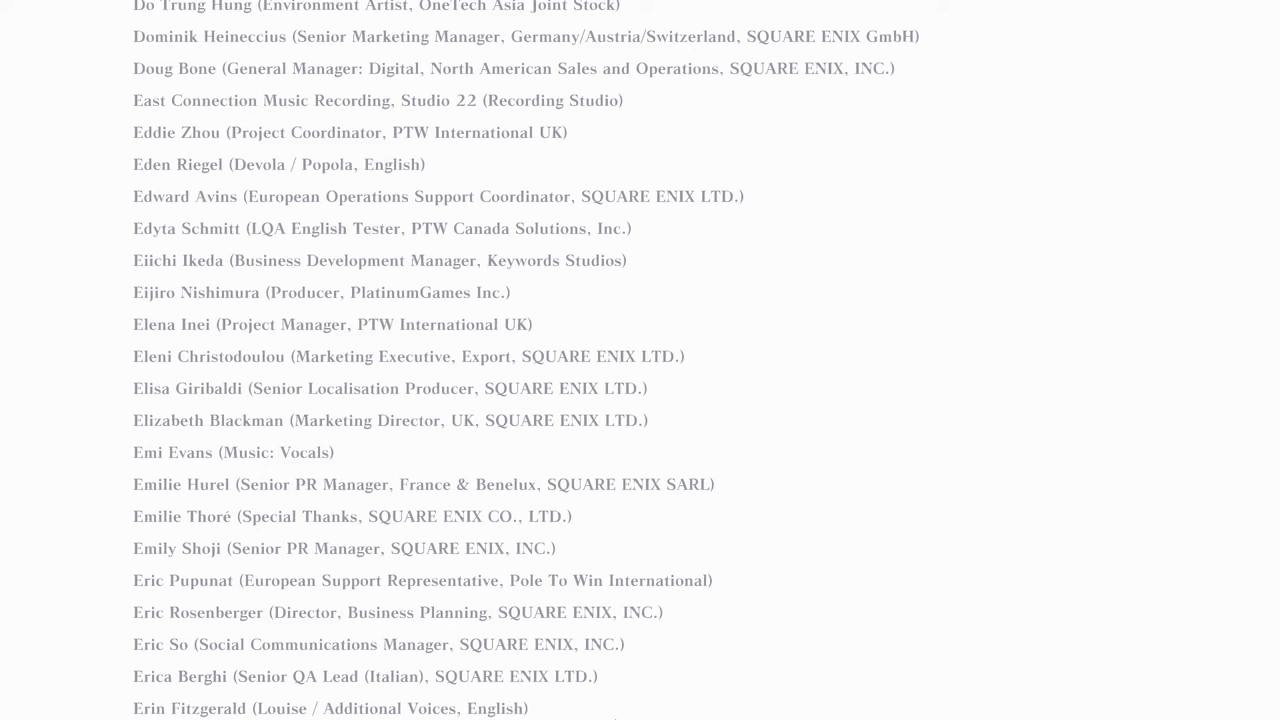 Do Trung Hung (Environment Artist, OneTech Asia Joint Stock)
Dominik Heineccius (Senior Marketing Manager, Germany/Austria/Switzerland, SQUARE ENIX GmbH)
Doug Bone (General Manager: Digital, North American Sales and Operations, SQUARE ENIX, INC.)
East Connection Music Recording, Studio 22 (Recording Studio)
Eddie Zhou (Project Coordinator, PTW International UK)
Eden Riegel (Devola / Popola, English)
Edward Avins (European Operations Support Coordinator, SQUARE ENIX LTD.)
Edyta Schmitt (LQA English Tester, PTW Canada Solutions, Inc.)
Eiichi Ikeda (Business Development Manager, Keywords Studios)
Eijiro Nishimura (Producer, PlatinumGames Inc.)
Elena Inei (Project Manager, PTW International UK)
Eleni Christodoulou (Marketing Executive, Export, SQUARE ENIX LTD.)
Elisa Giribaldi (Senior Localisation Producer, SQUARE ENIX LTD.)
Elizabeth Blackman (Marketing Director, UK, SQUARE ENIX LTD.)
Emi Evans (Music: Vocals)
Emilie Hurel (Senior PR Manager, France & Benelux, SQUARE ENIX SARL)
Emilie Thoré (Special Thanks, SQUARE ENIX CO., LTD.)
Emily Shoji (Senior PR Manager, SQUARE ENIX, INC.)
Eric Pupunat (European Support Representative, Pole To Win International)
Eric Rosenberger (Director, Business Planning, SQUARE ENIX, INC.)
Eric So (Social Communications Manager, SQUARE ENIX, INC.)
Erica Berghi (Senior QA Lead (Italian), SQUARE ENIX LTD.)
Erin Fitzgerald (Louise / Additional Voices, English)